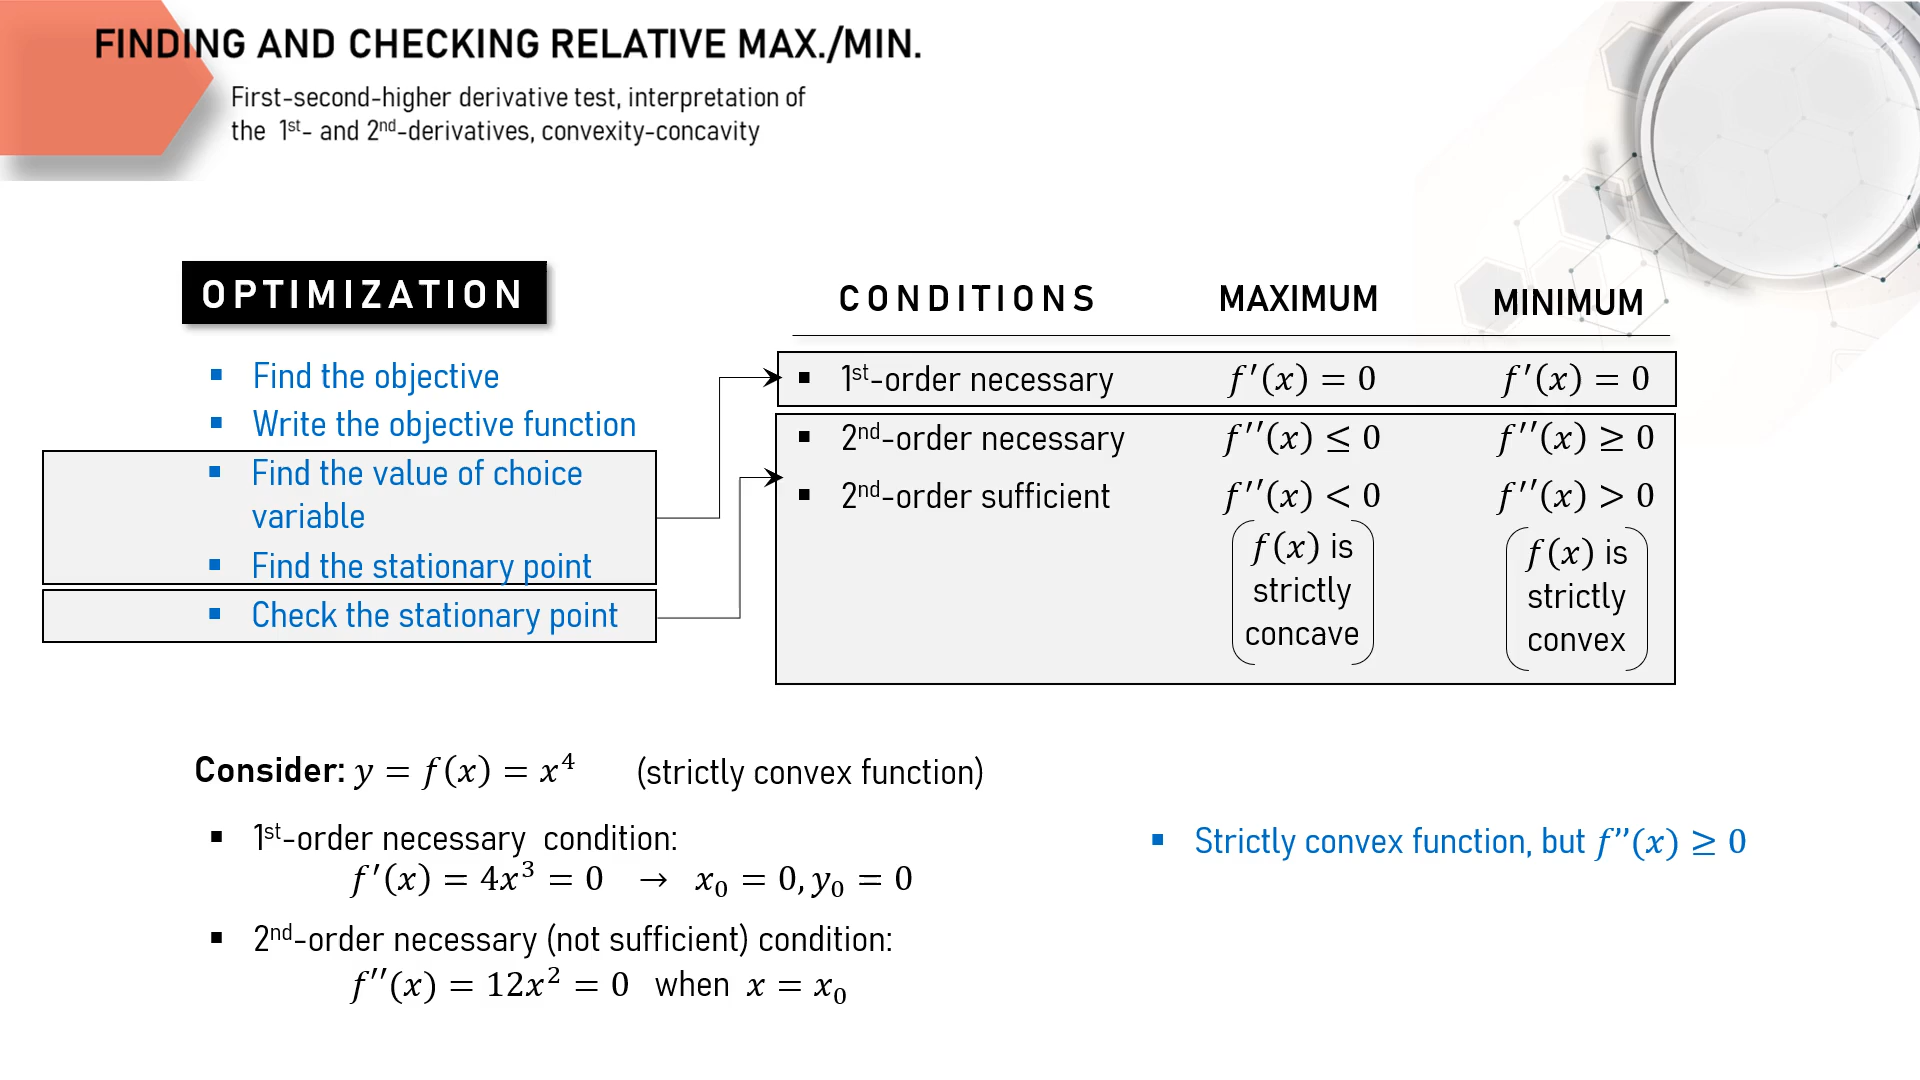 FINDING AND CHECKING RELATIVE MAX./MIN.
First-second-higher derivative test, interpretation of
the 1st- and 2nd-derivatives, convexity-concavity
OPTIMIZATION
▪ Find the objective
▪ Write the objective function
▪ Find the value of choice
variable
▪ Find the stationary point
▪ Check the stationary point
CONDITIONS MAXIMUM MINIMUM
▪ 1st-order necessary f′(x) = 0 f′(x) = 0
▪ 2nd-order necessary f′′(x) ≤ 0 f′′(x) ≥ 0
▪ 2nd-order sufficient f′′(x) < 0 f′′(x) > 0
f(x) is
strictly
concave
f(x) is
strictly
convex
Consider: y = f(x) = x⁴ (strictly convex function)
▪ 1st-order necessary condition:
f′(x) = 4x³ = 0 → x₀ = 0, y₀ = 0
▪ 2nd-order necessary (not sufficient) condition:
f′′(x) = 12x² = 0 when x = x₀
▪ Strictly convex function, but f’’(x) ≥ 0